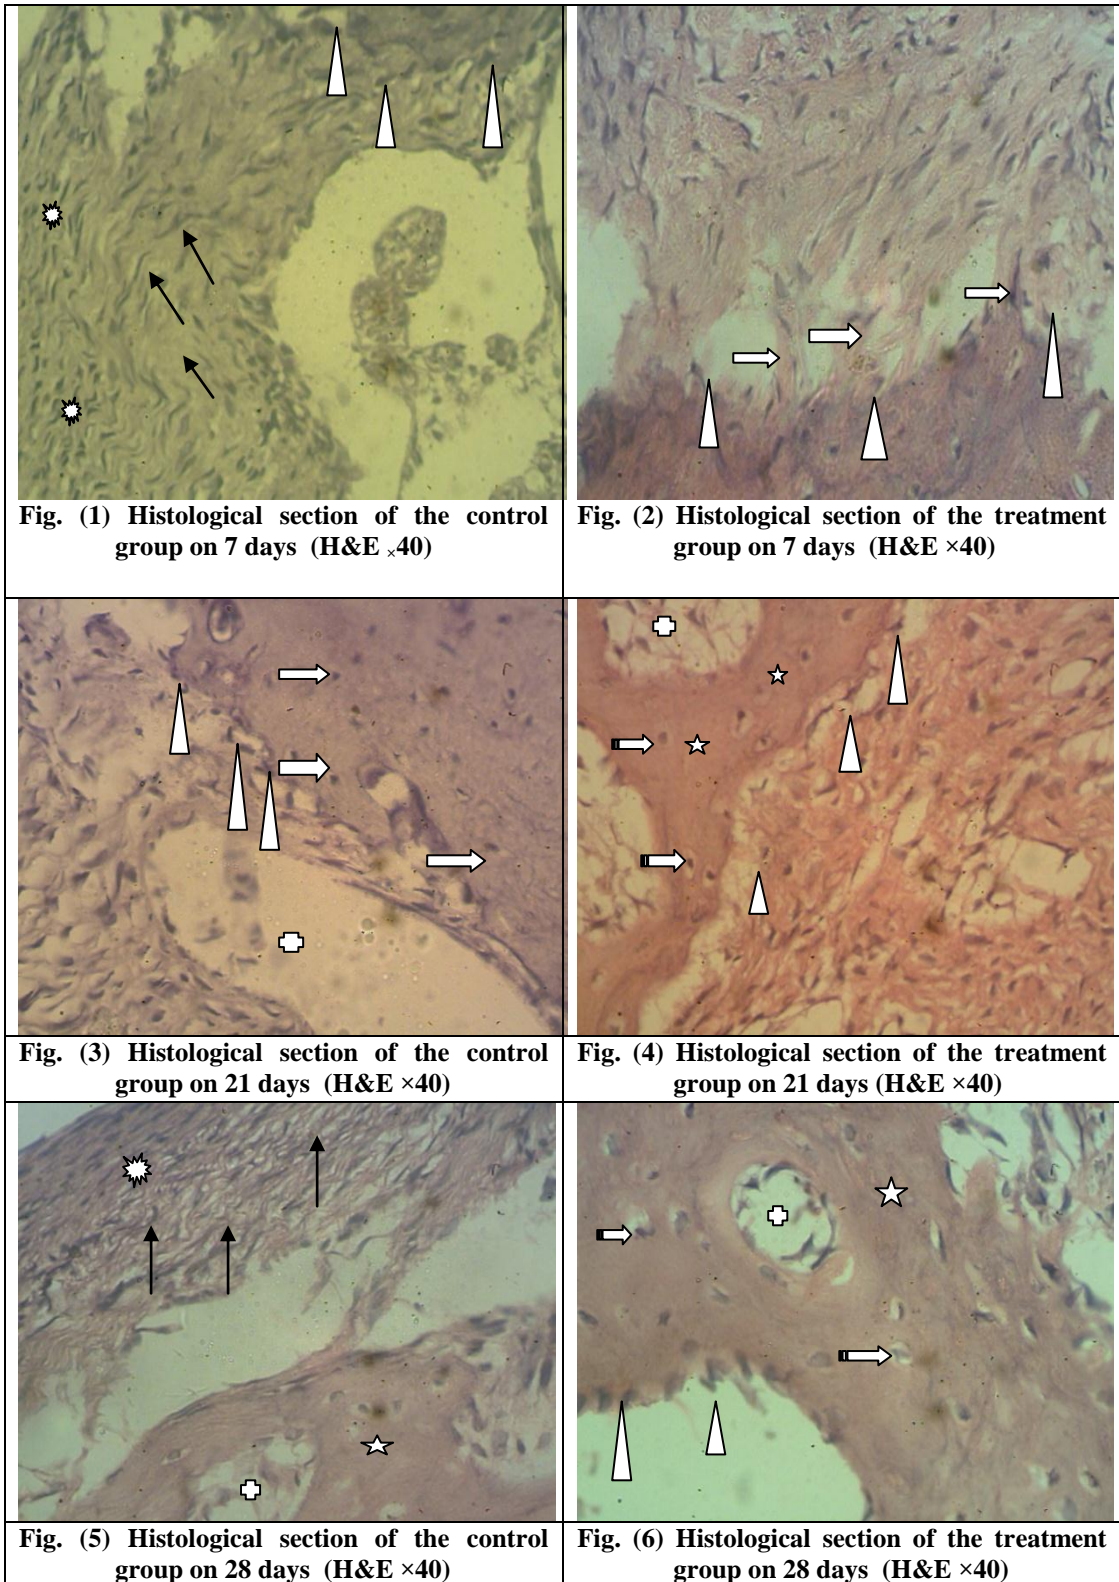 Fig. (1) Histological section of the control
group on 7 days (H&E ×40)
Fig. (2) Histological section of the treatment
group on 7 days (H&E ×40)
Fig. (3) Histological section of the control
group on 21 days (H&E ×40)
Fig. (4) Histological section of the treatment
group on 21 days (H&E ×40)
Fig. (5) Histological section of the control
group on 28 days (H&E ×40)
Fig. (6) Histological section of the treatment
group on 28 days (H&E ×40)